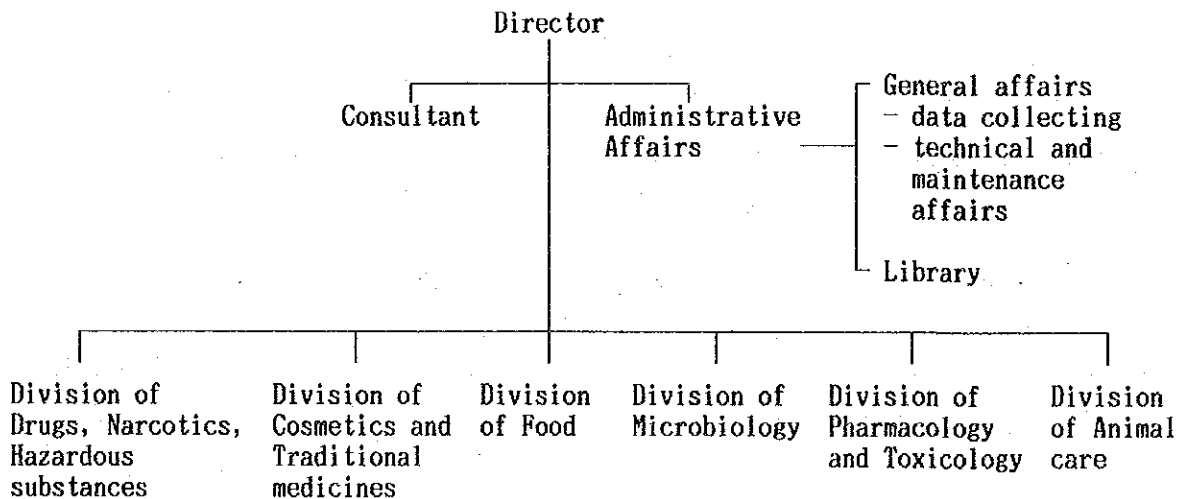 Director
Consultant
Administrative
Affairs
General affairs
- data collecting
- technical and
maintenance
affairs
Library
Division of
Drugs, Narcotics,
Hazardous
substances
Division of
Cosmetics and
Traditional
medicines
Division
of Food
Division of
Microbiology
Division of
Pharmacology
and Toxicology
Division
of Animal
care